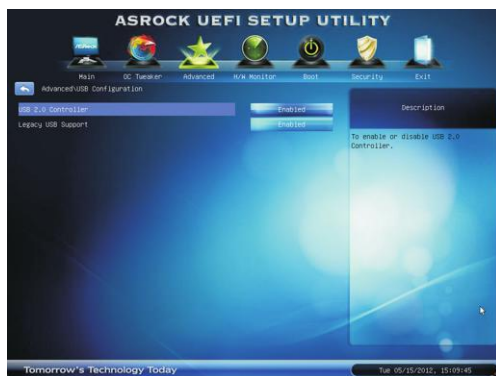 ASROCK UEFI SETUP UTILITY
Main OC Tweaker Advanced H/W Monitor Boot Security Exit
Advanced\USB Configuration
USB 2.0 Controller Enabled
Legacy USB Support Enabled
Description
To enable or disable USB 2.0
Controller.
Tomorrow's Technology Today
Tue 05/15/2012, 15:09:45